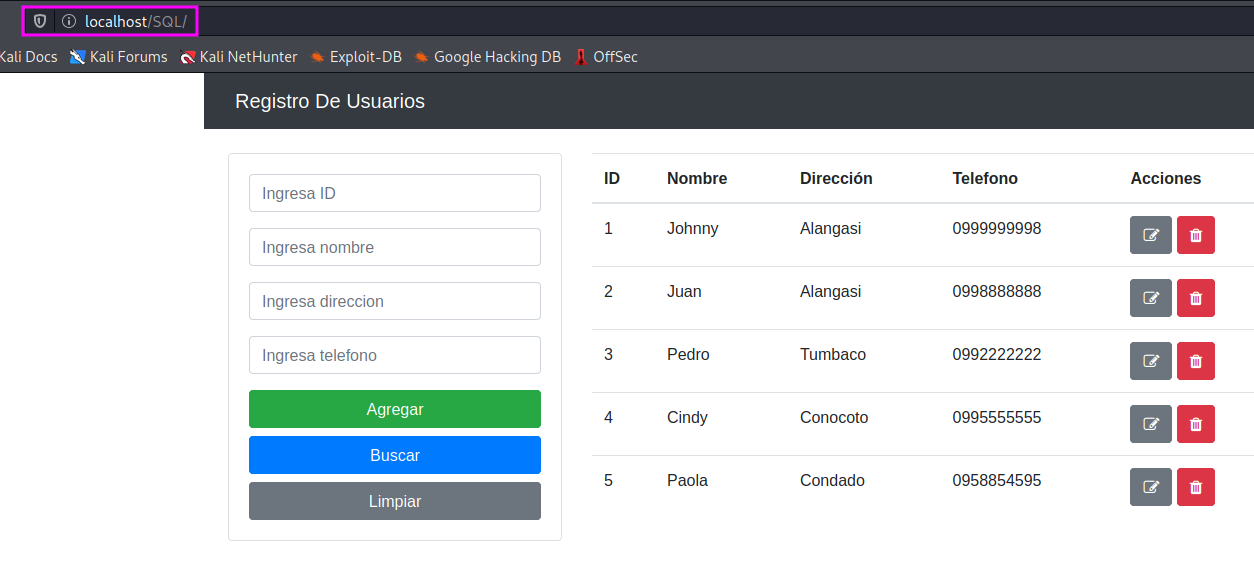 localhost/SQL/
Kali Docs Kali Forums Kali NetHunter Exploit-DB Google Hacking DB OffSec
Registro De Usuarios
Ingresa ID
Ingresa nombre
Ingresa direccion
Ingresa telefono
Agregar
Buscar
Limpiar
ID Nombre Dirección Telefono Acciones
1 Johnny Alangasi 0999999998
2 Juan Alangasi 0998888888
3 Pedro Tumbaco 0992222222
4 Cindy Conocoto 0995555555
5 Paola Condado 0958854595